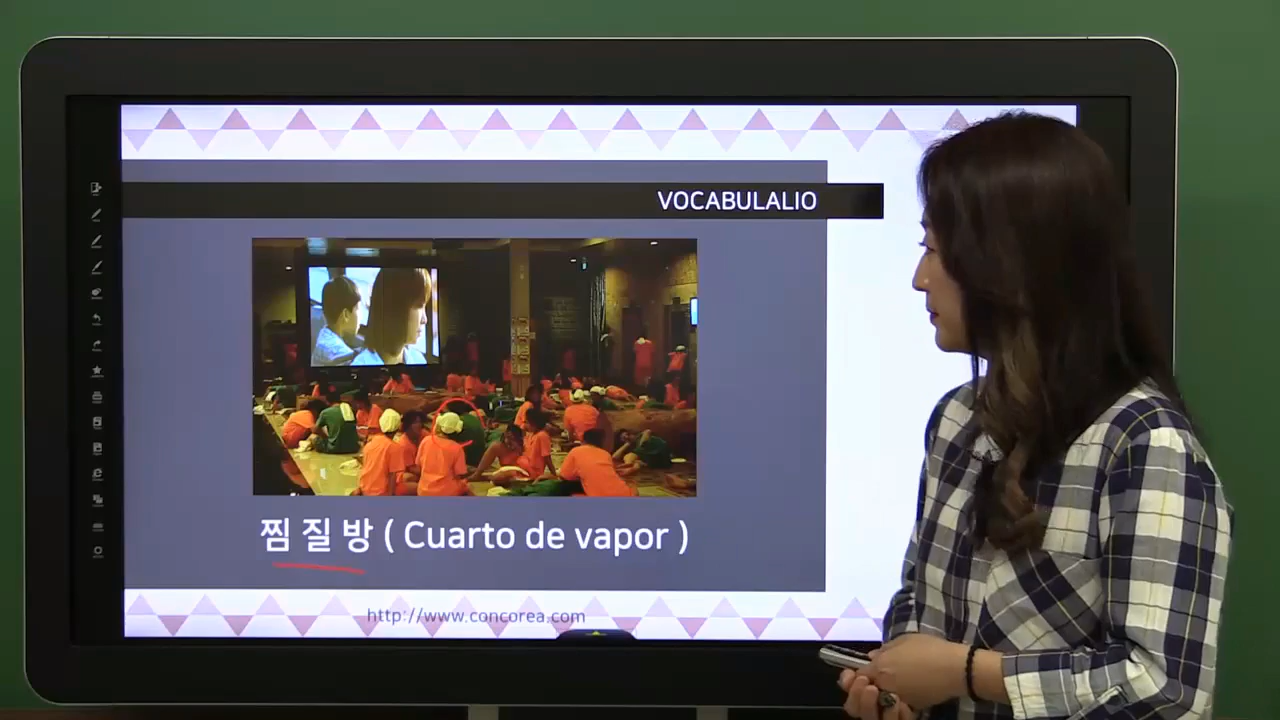 VOCABULALIO
찜 질 방 ( Cuarto de vapor )
http://www.concorea.com